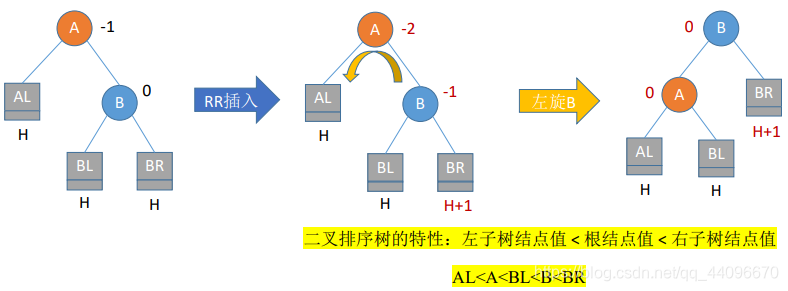 A -1
B 0
AL
H
BL BR
H H
RR插入
A -2
AL
H
B -1
BL BR
H H+1
左旋B
0 B
0 A
BR
H+1
AL BL
H H
二叉排序树的特性：左子树结点值 < 根结点值 < 右子树结点值
AL<A<BL<B<BR
blog.csdn.net/qq_44096670